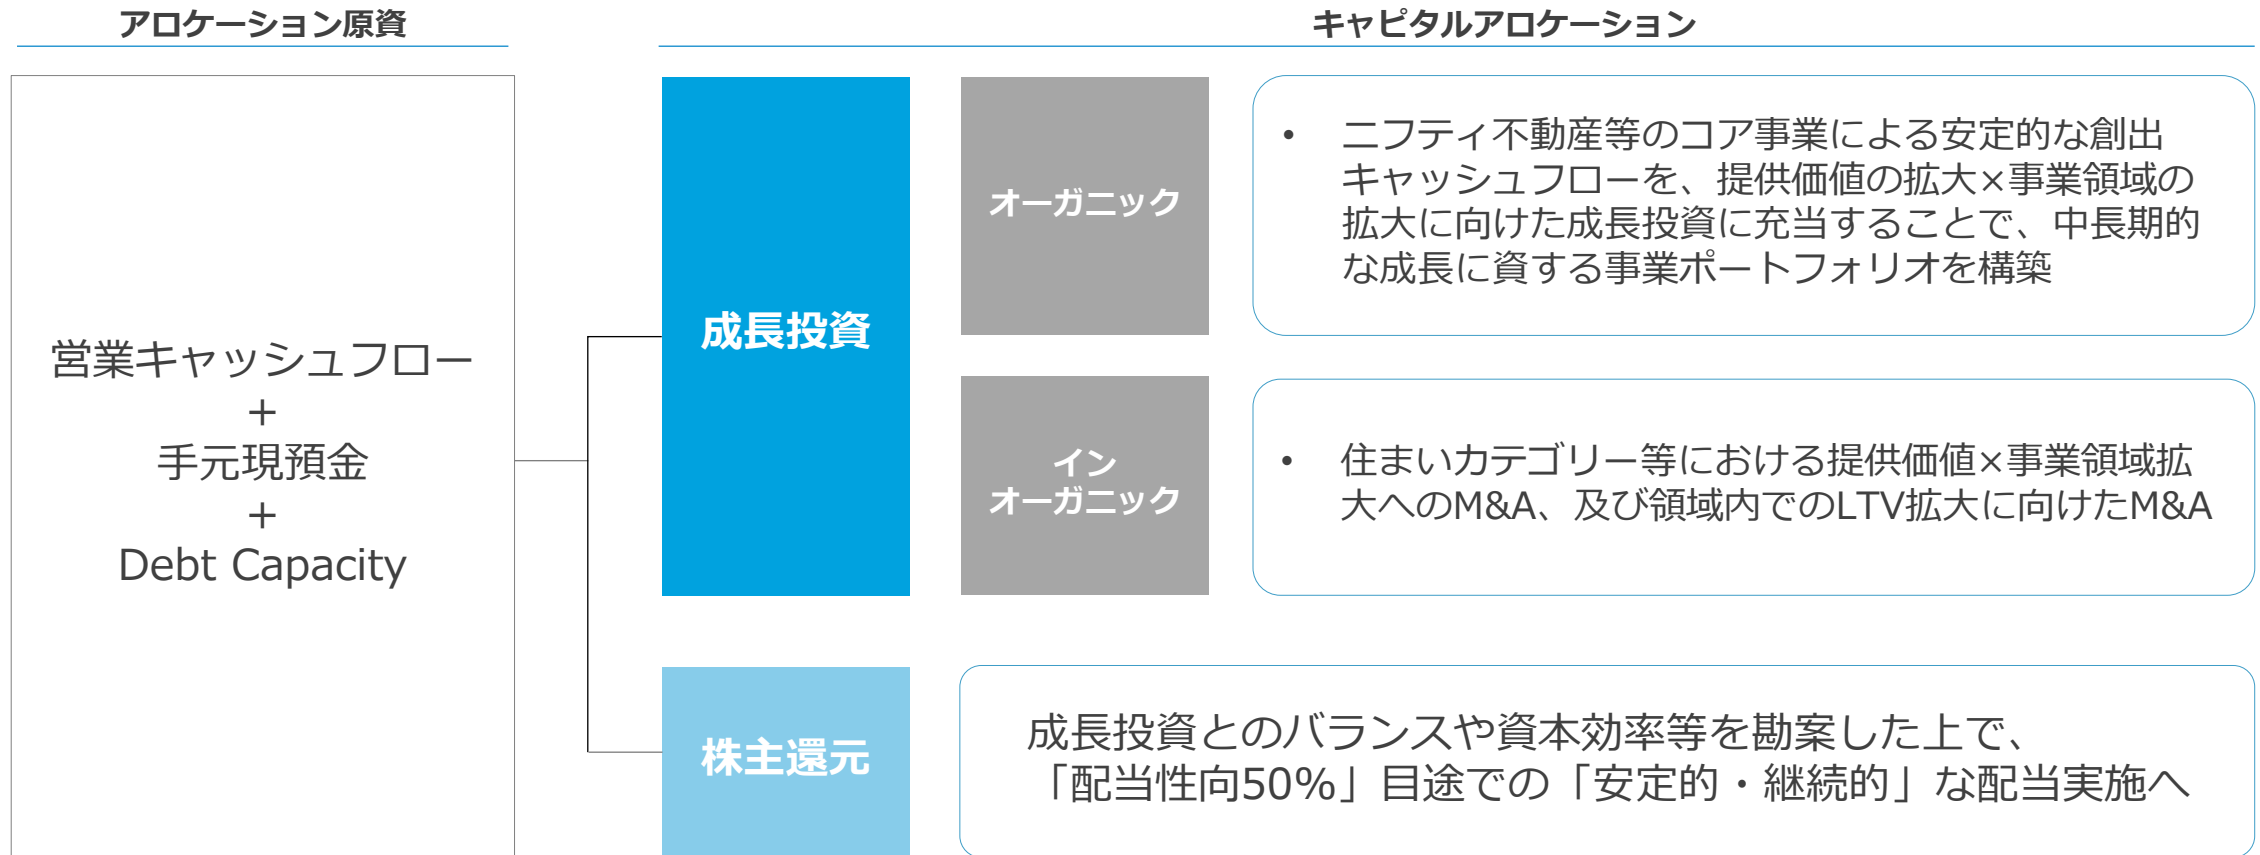 アロケーション原資
キャピタルアロケーション
営業キャッシュフロー
+
手元現預金
+
Debt Capacity
成長投資
オーガニック
• ニフティ不動産等のコア事業による安定的な創出
キャッシュフローを、提供価値の拡大×事業領域の
拡大に向けた成長投資に充当することで、中長期的
な成長に資する事業ポートフォリオを構築
イン
オーガニック
• 住まいカテゴリー等における提供価値×事業領域拡
大へのM&A、及び領域内でのLTV拡大に向けたM&A
株主還元
成長投資とのバランスや資本効率等を勘案した上で、
「配当性向50%」目途での「安定的・継続的」な配当実施へ